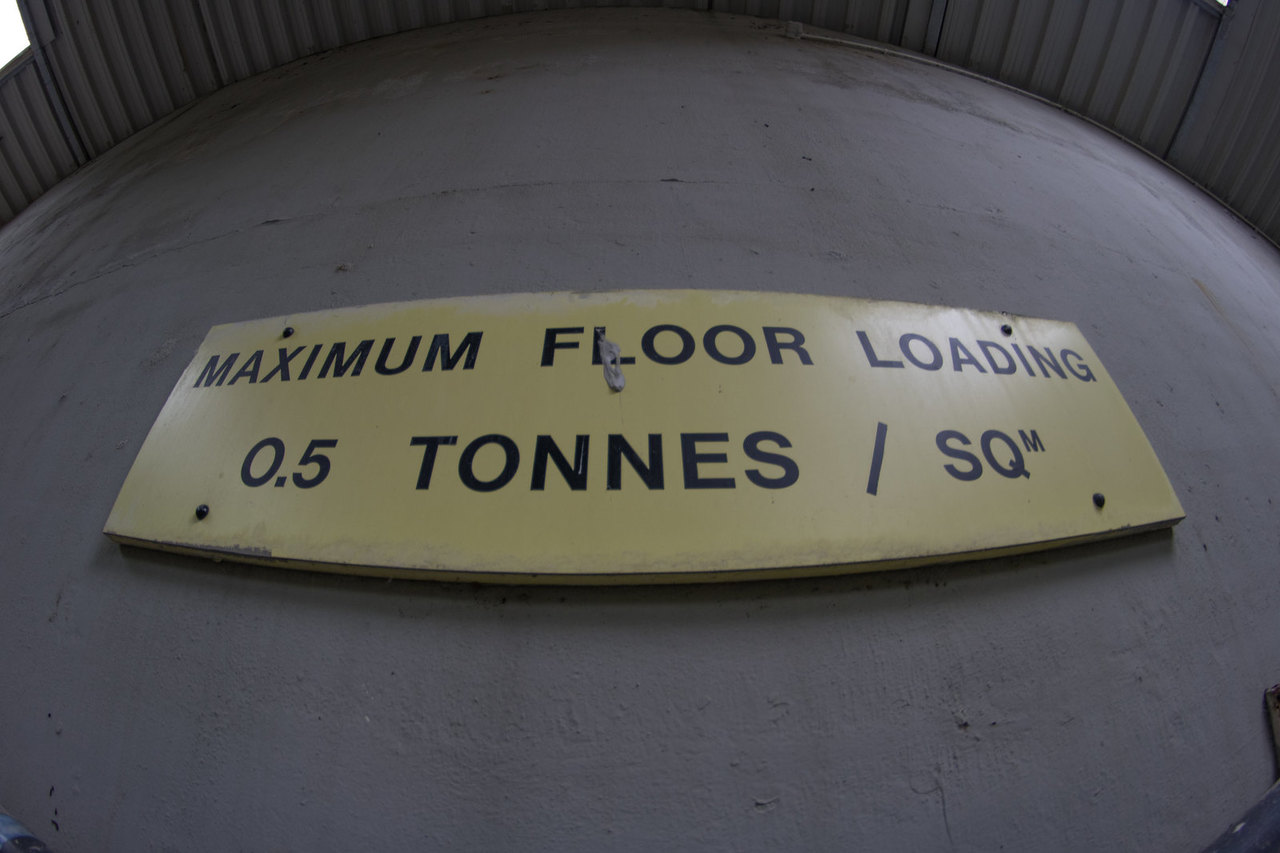 MAXIMUM FLOOR LOADING
0.5 TONNES / SQᴹ